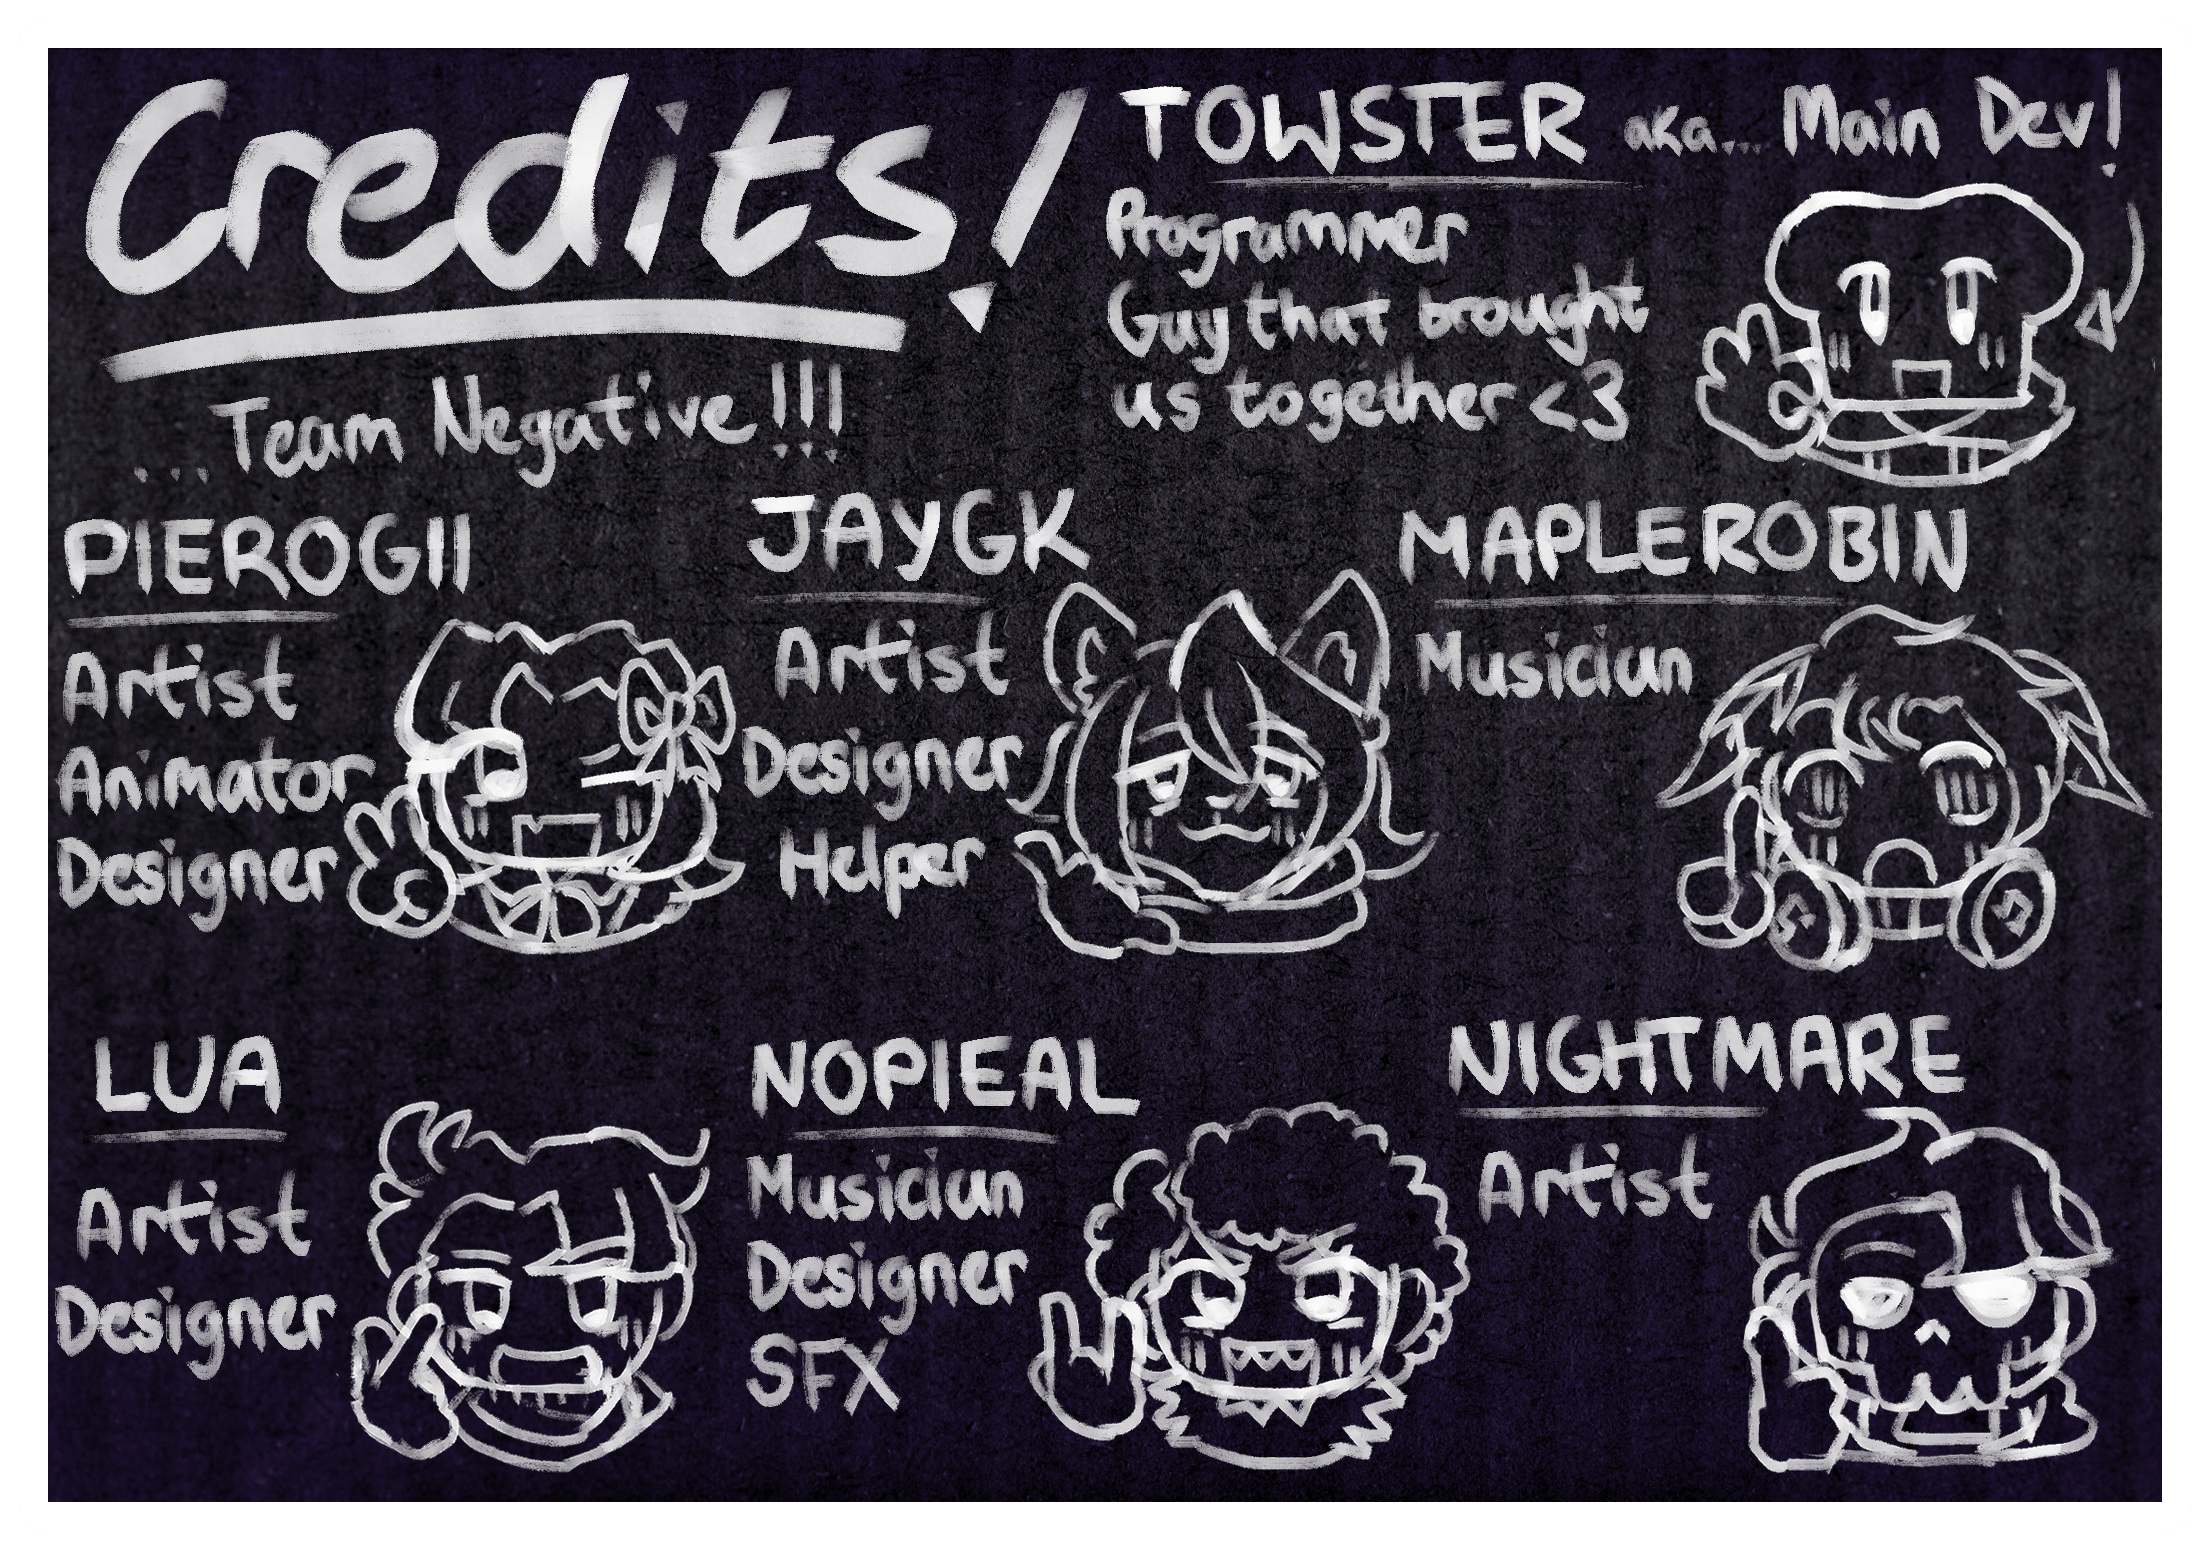 Credits!
...Team Negative!!!
TOWSTER aka... Main Dev!
Programmer
Guy that brought
us together <3
PIEROGII
Artist
Animator
Designer
JAYGK
Artist
Designer
Helper
MAPLEROBIN
Musician
LUA
Artist
Designer
NOPIEAL
Musician
Designer
SFX
NIGHTMARE
Artist